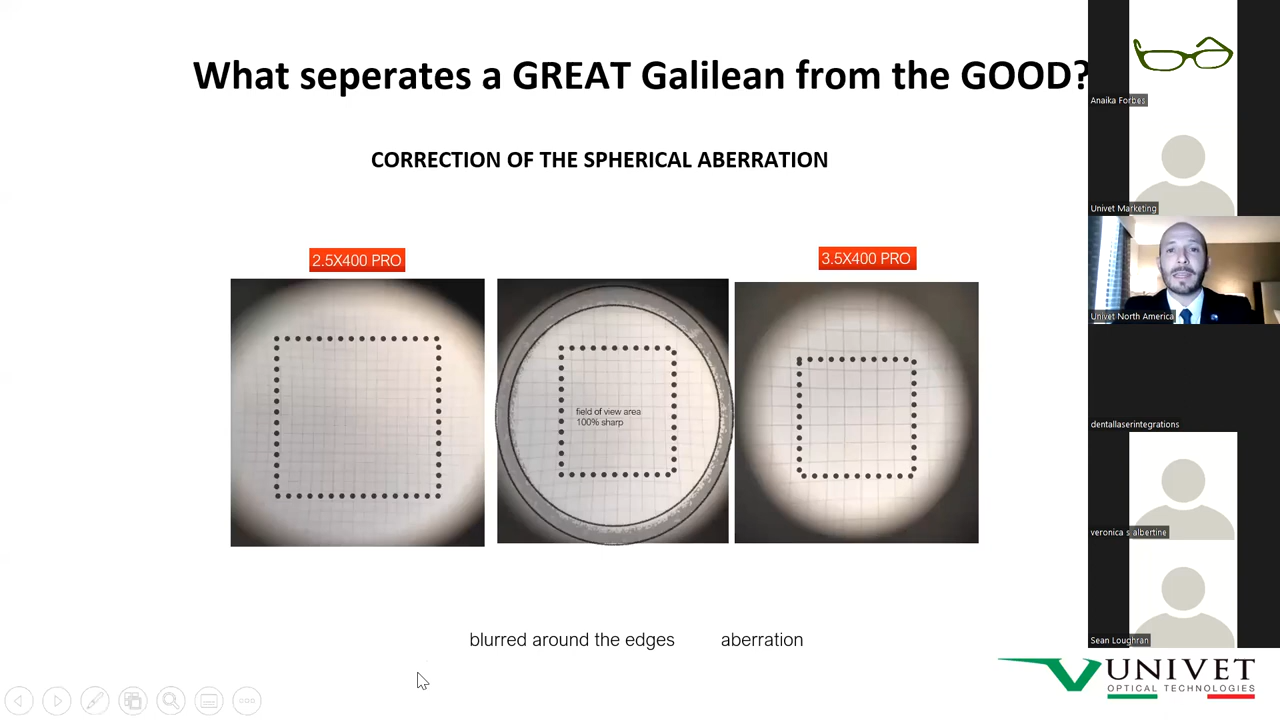 What seperates a GREAT Galilean from the GOOD?
CORRECTION OF THE SPHERICAL ABERRATION
2.5X400 PRO
3.5X400 PRO
field of view area
100% sharp
blurred around the edges
aberration
Anaika Forbes
Univet Marketing
Univet North America
dentallaserintegrations
veronica s albertine
Sean Loughran
UNIVET
OPTICAL TECHNOLOGIES